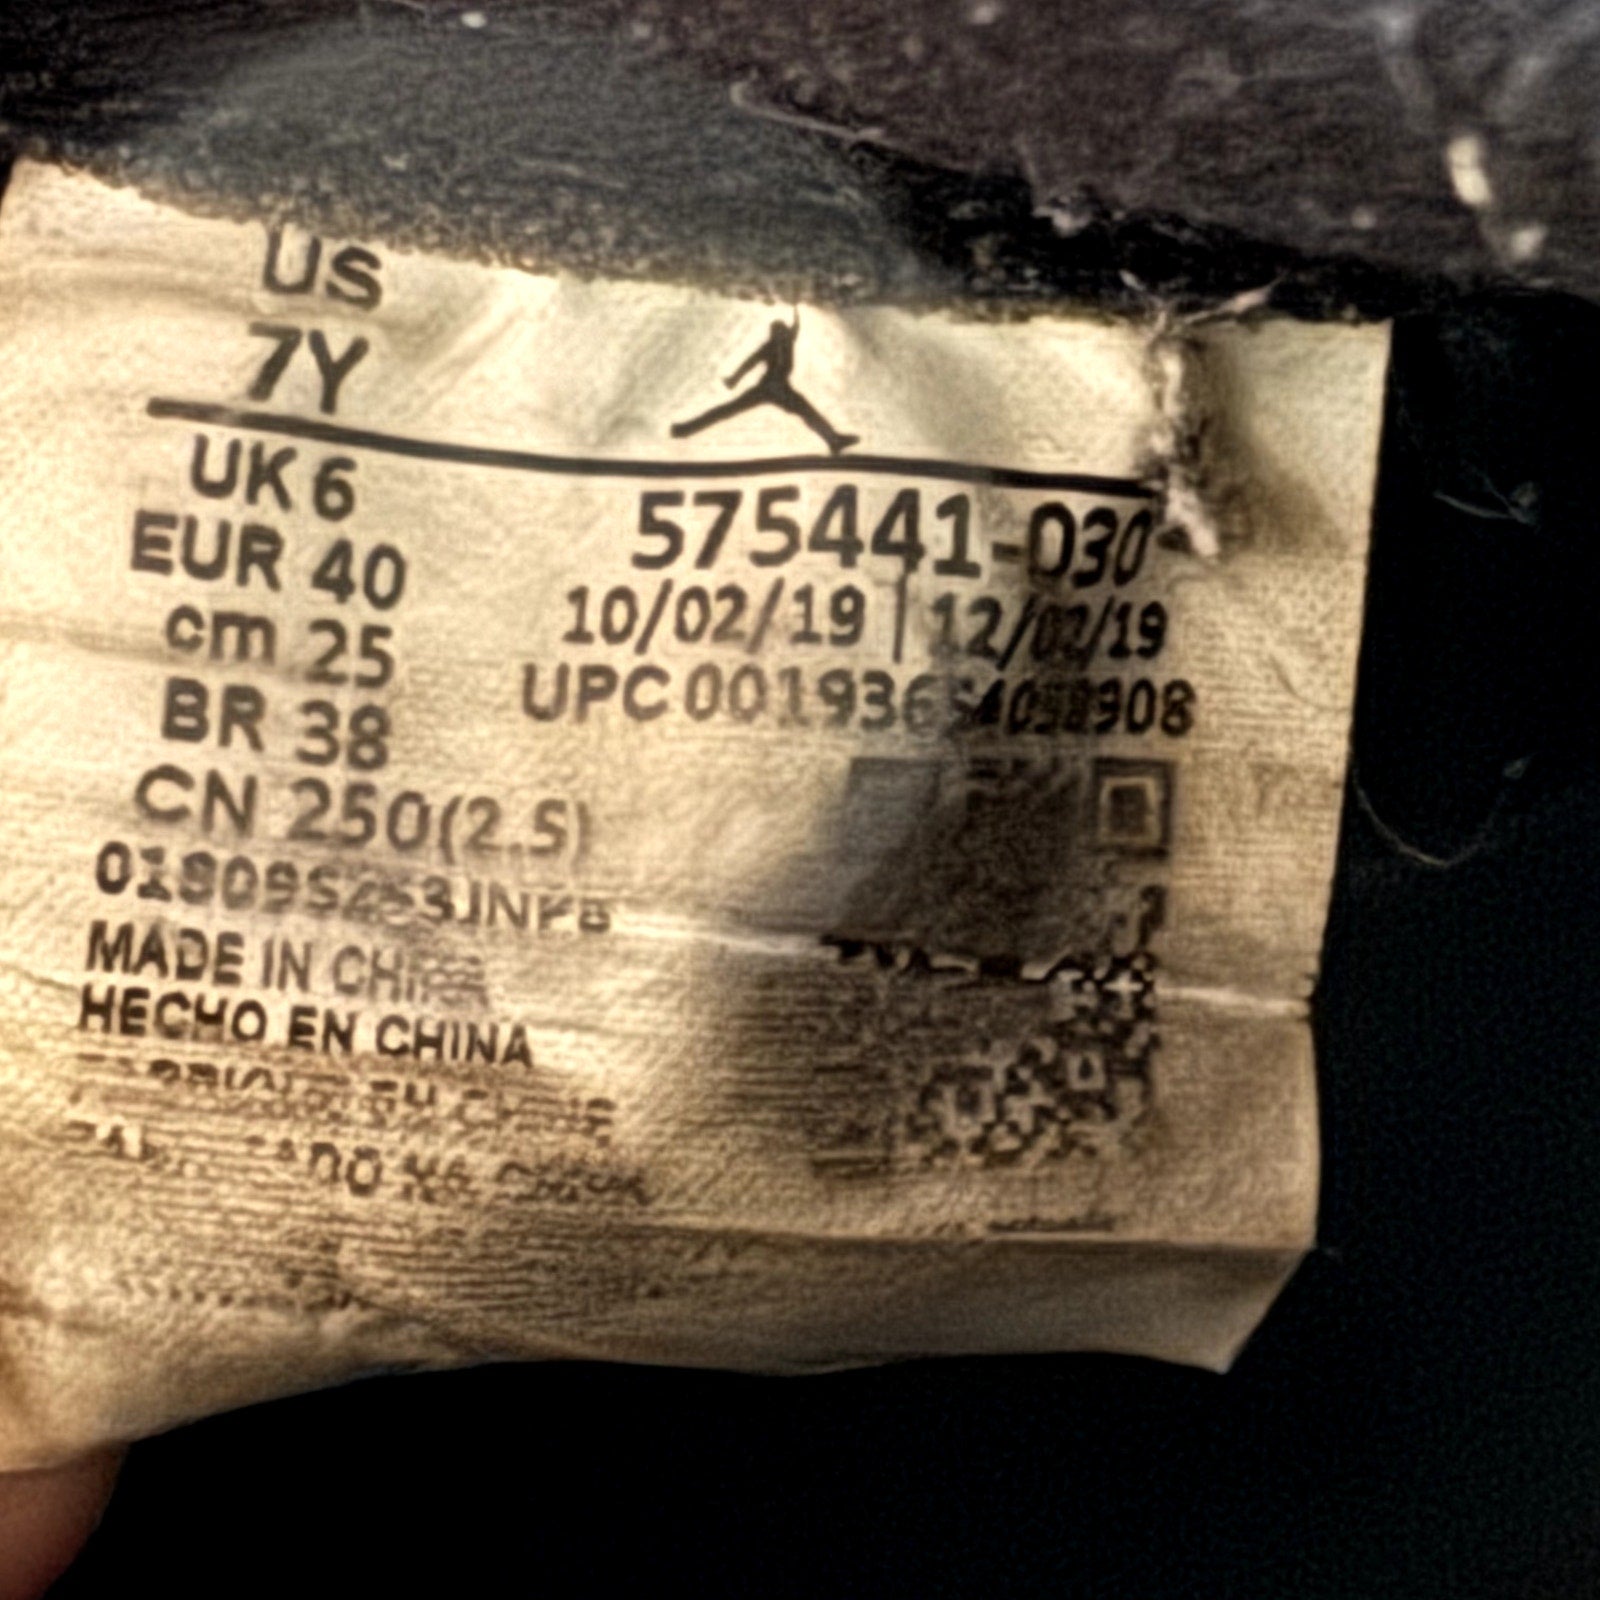 US
7Y
UK 6
EUR 40
cm 25
BR 38
CN 250(2.5)
575441-030
10/02/19 | 12/02/19
UPC
MADE IN CHINA
HECHO EN CHINA